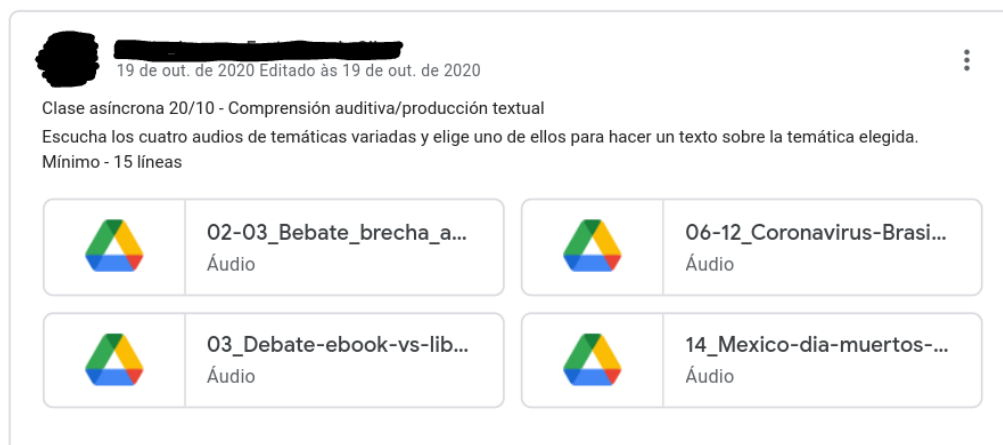 19 de out. de 2020 Editado às 19 de out. de 2020
Clase asíncrona 20/10 - Comprensión auditiva/producción textual
Escucha los cuatro audios de temáticas variadas y elige uno de ellos para hacer un texto sobre la temática elegida.
Mínimo - 15 líneas
02-03_Bebate_brecha_a...
Áudio
06-12_Coronavirus-Brasi...
Áudio
03_Debate-ebook-vs-lib...
Áudio
14_Mexico-dia-muertos-...
Áudio